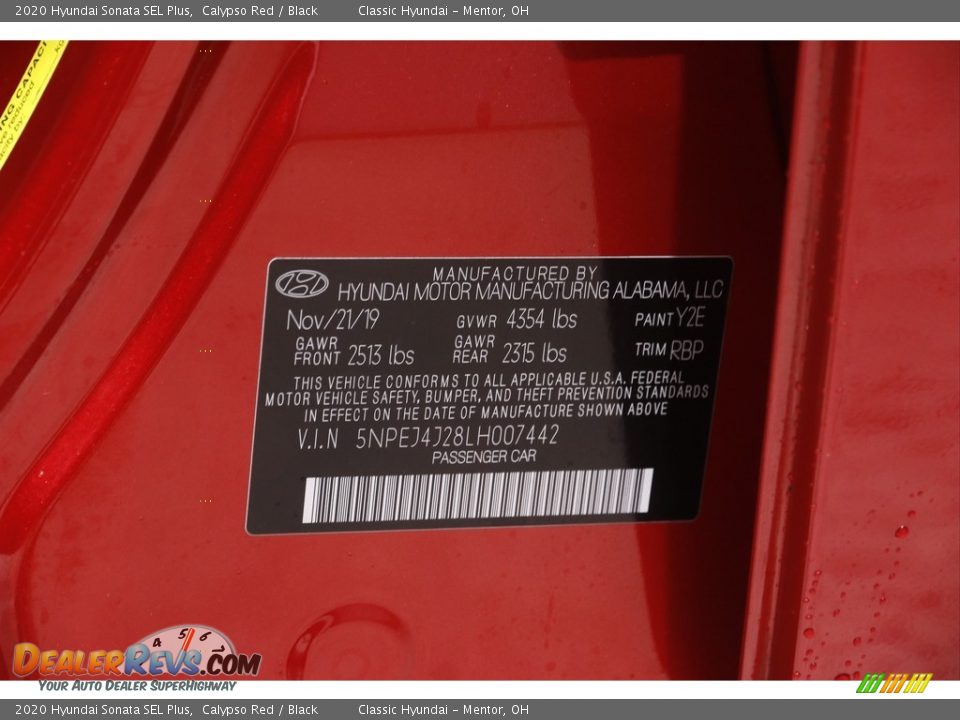 2020 Hyundai Sonata SEL Plus, Calypso Red / Black Classic Hyundai - Mentor, OH
MANUFACTURED BY
HYUNDAI MOTOR MANUFACTURING ALABAMA, LLC
Nov/21/19 GVWR 4354 lbs PAINT Y2E
GAWR FRONT 2513 lbs GAWR REAR 2315 lbs TRIM RBP
THIS VEHICLE CONFORMS TO ALL APPLICABLE U.S.A. FEDERAL
MOTOR VEHICLE SAFETY, BUMPER, AND THEFT PREVENTION STANDARDS
IN EFFECT ON THE DATE OF MANUFACTURE SHOWN ABOVE
V.I.N 5NPEJ4J28LH007442
PASSENGER CAR
4 5 6
DEALERREVS.COM
YOUR AUTO DEALER SUPERHIGHWAY
2020 Hyundai Sonata SEL Plus, Calypso Red / Black Classic Hyundai - Mentor, OH